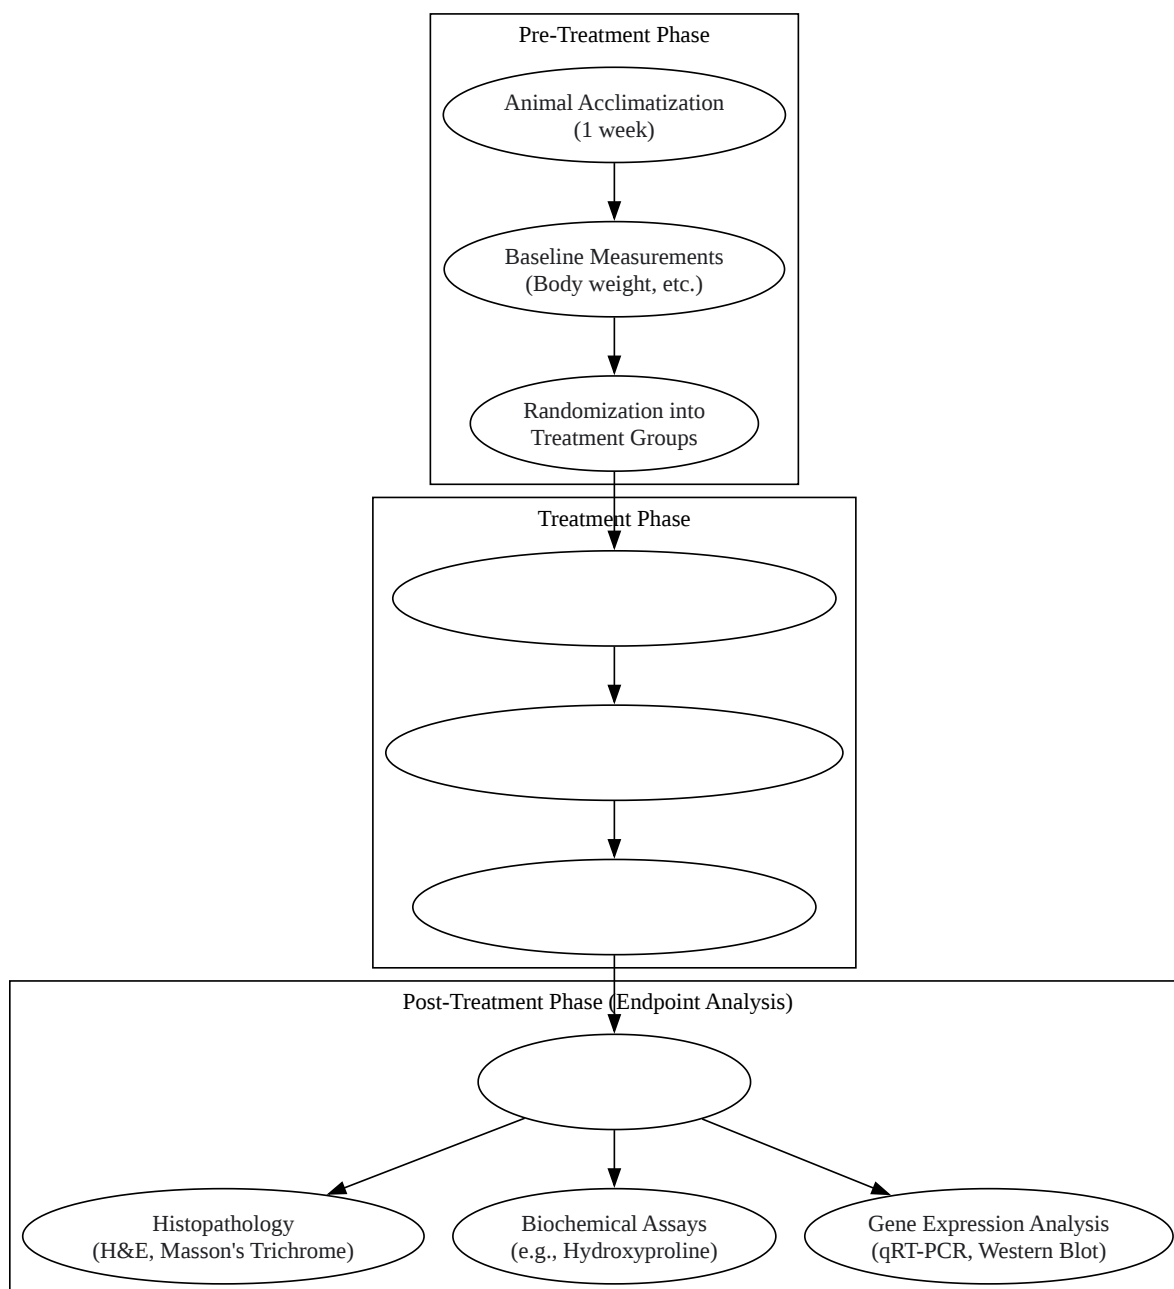 Pre-Treatment Phase
Animal Acclimatization
(1 week)
Baseline Measurements
(Body weight, etc.)
Randomization into
Treatment Groups
Treatment Phase
Post-Treatment Phase (Endpoint Analysis)
Histopathology
(H&E, Masson's Trichrome)
Biochemical Assays
(e.g., Hydroxyproline)
Gene Expression Analysis
(qRT-PCR, Western Blot)